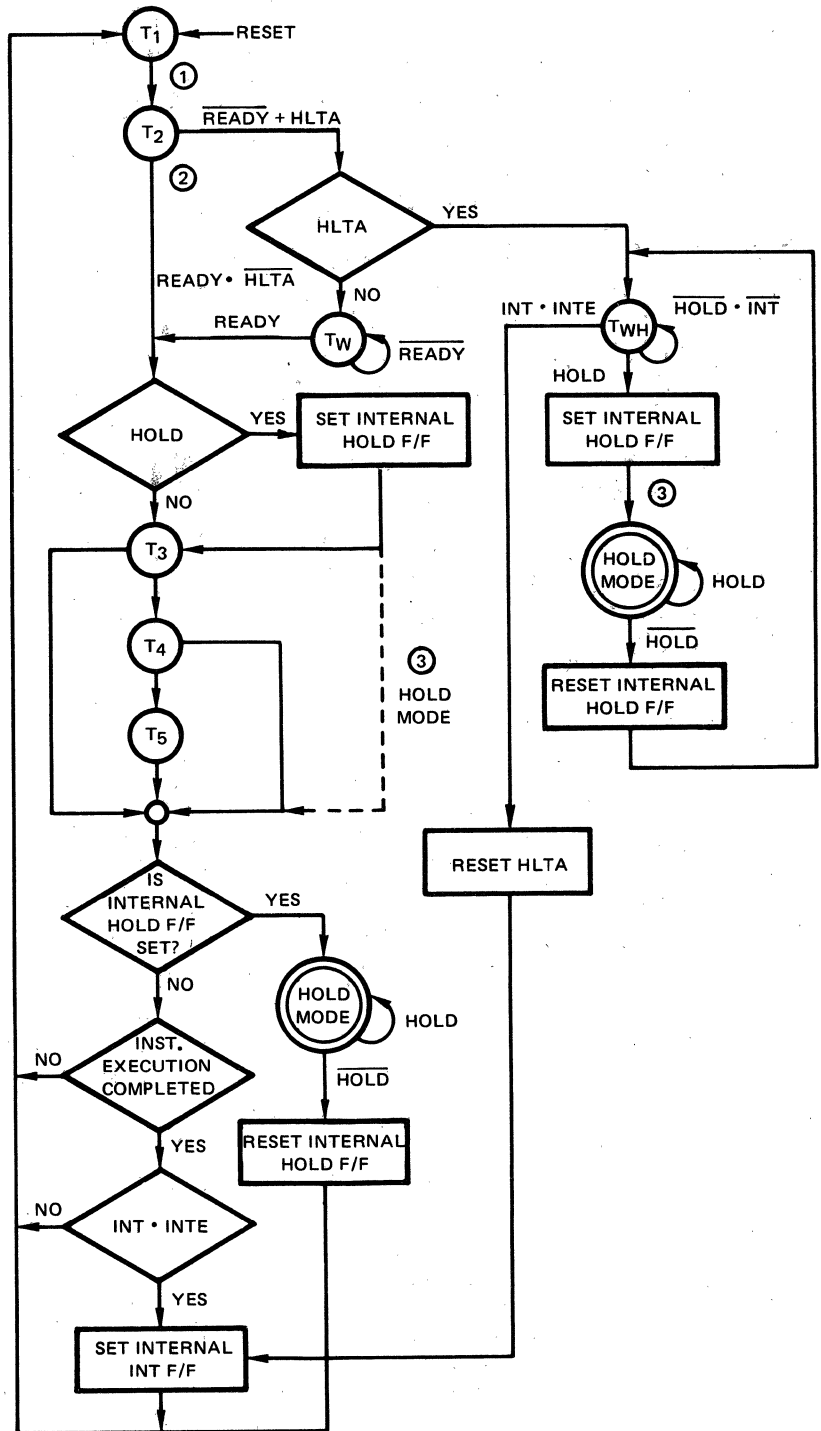 T1
RESET
①
T2
READY + HLTA
②
HLTA
YES
READY • HLTA
NO
INT • INTE
TWH
HOLD • INT
READY
TW
READY
HOLD
HOLD
YES
SET INTERNAL
HOLD F/F
SET INTERNAL
HOLD F/F
③
NO
T3
HOLD
MODE
HOLD
T4
HOLD
③
HOLD
MODE
RESET INTERNAL
HOLD F/F
T5
RESET HLTA
IS
INTERNAL
HOLD F/F
SET?
YES
NO
HOLD
MODE
HOLD
INST.
EXECUTION
COMPLETED
NO
HOLD
YES
RESET INTERNAL
HOLD F/F
NO
INT • INTE
YES
SET INTERNAL
INT F/F